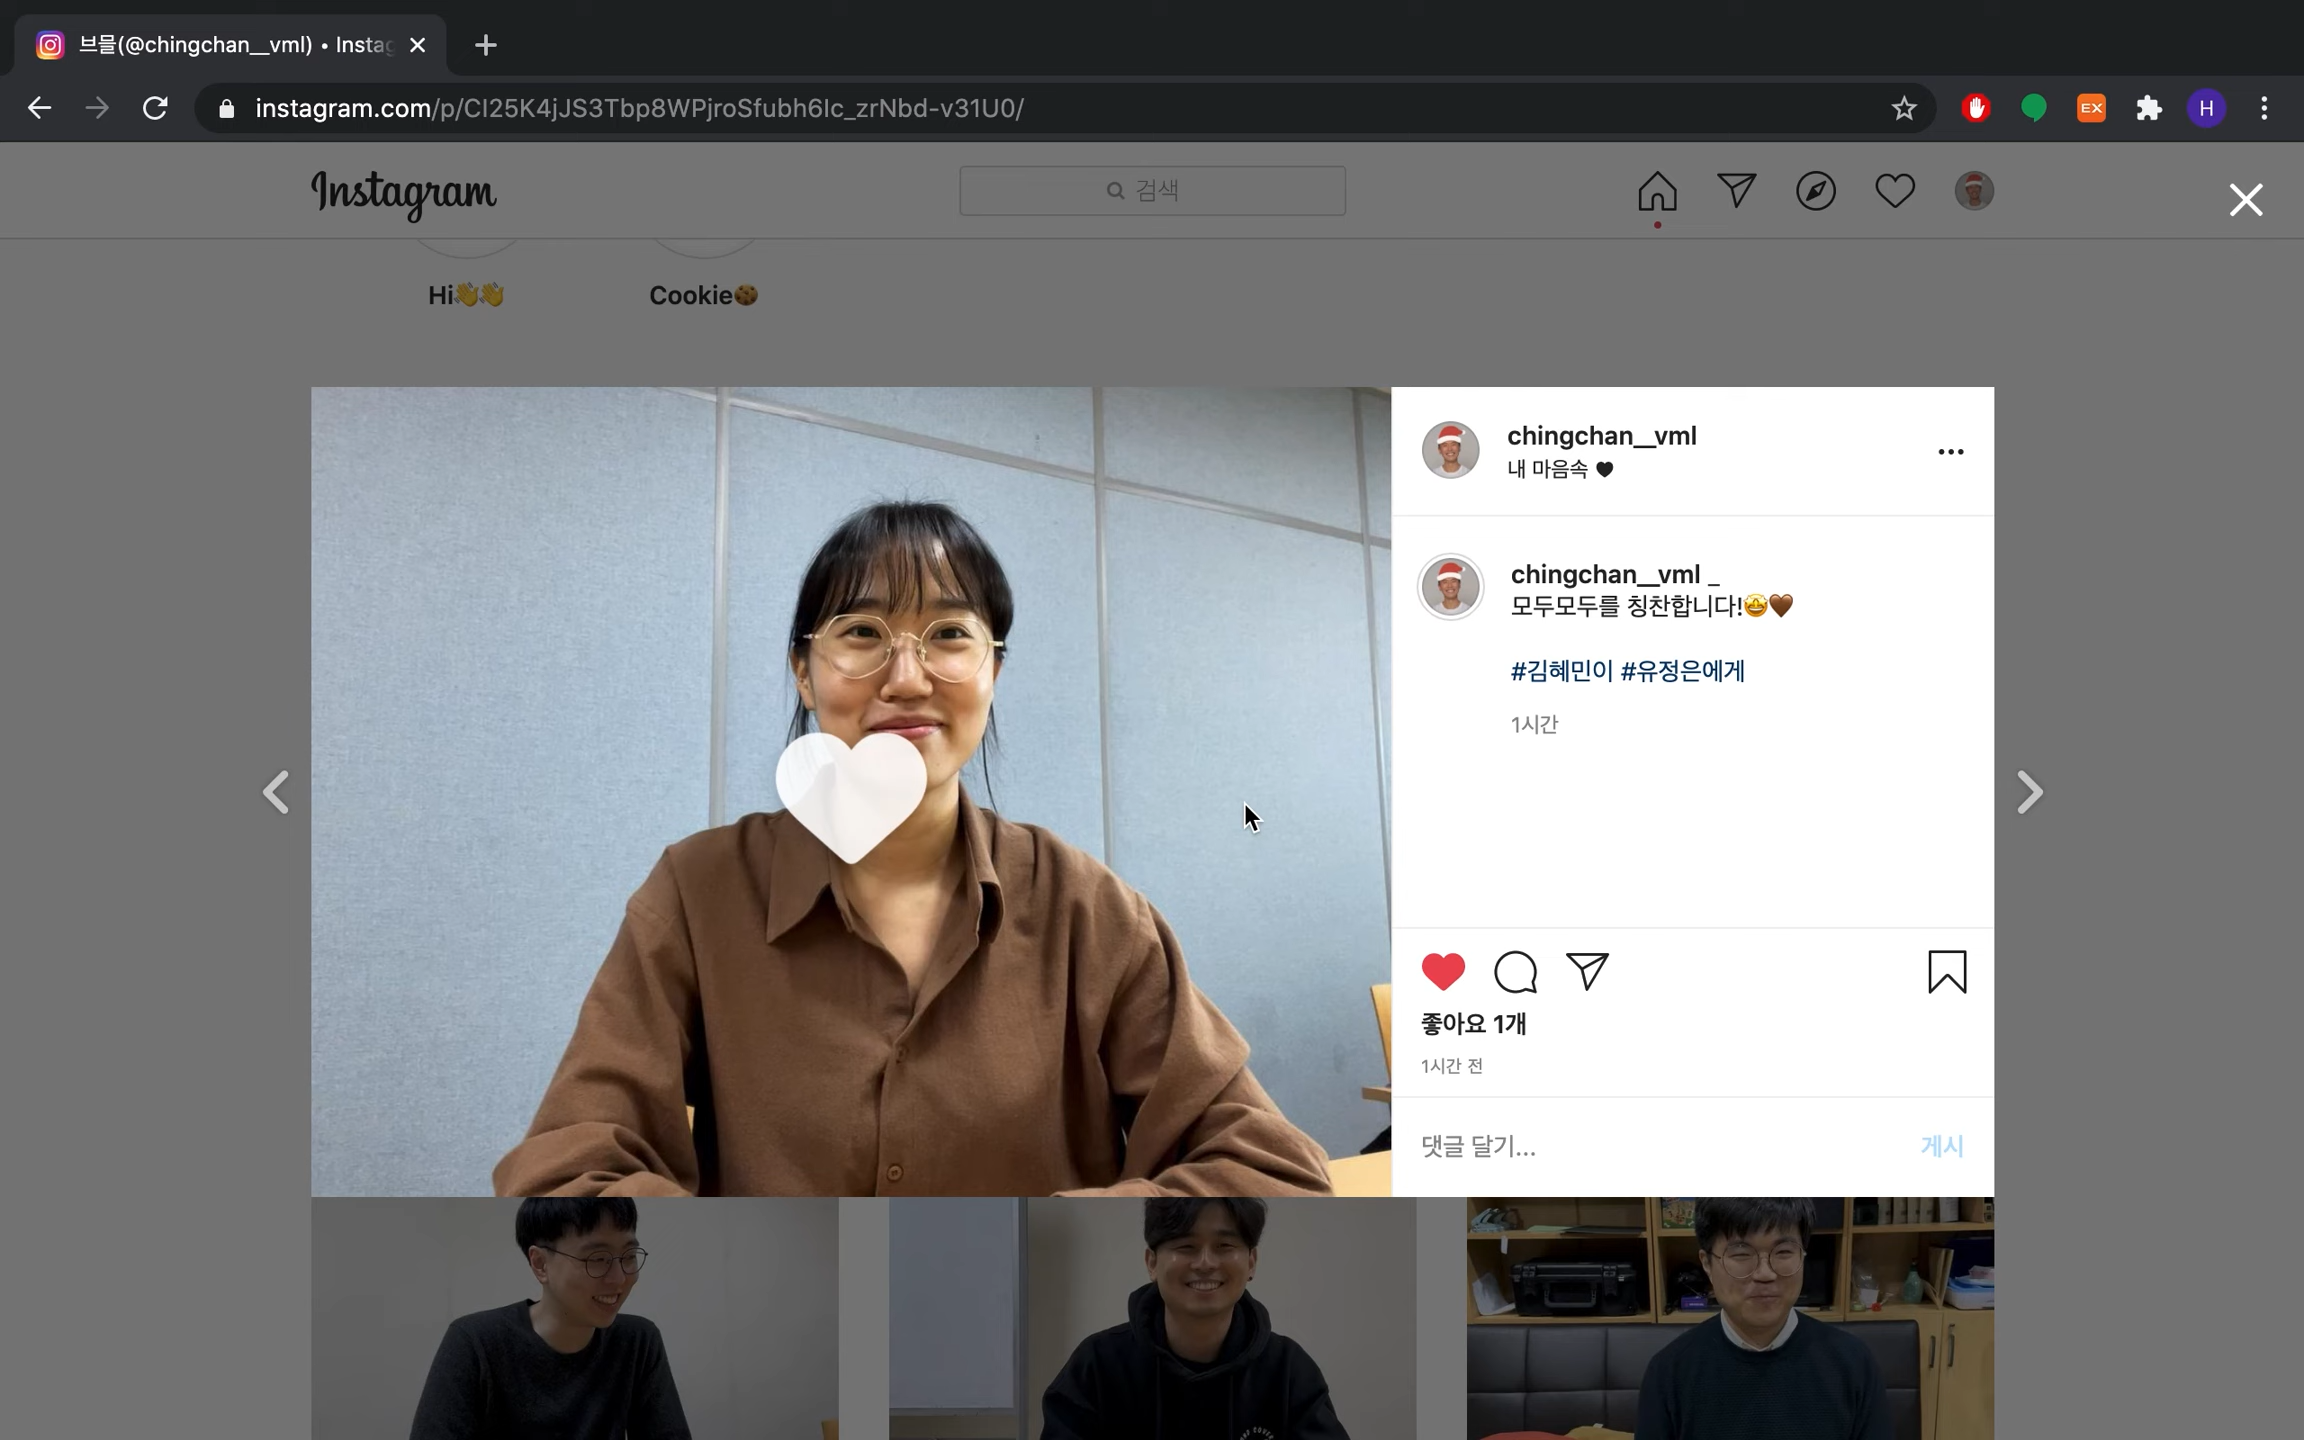 브믈(@chingchan__vml) • Instag
instagram.com/p/CI25K4jJS3Tbp8WPjroSfubh6Ic_zrNbd-v31U0/
EX
H
Instagram
검색
Hi👋👋
Cookie🍪
chingchan__vml
내 마음속 🖤
chingchan__vml _
모두모두를 칭찬합니다!🤩🤎
#김혜민이 #유정은에게
1시간
좋아요 1개
1시간 전
댓글 달기...
게시